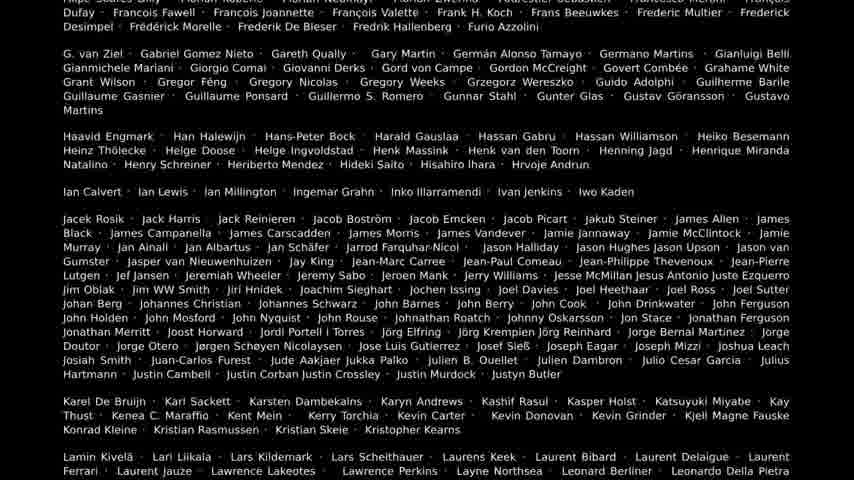 Dufay · Francois Fawell · Francois Joannette · François Valette · Frank H. Koch · Frans Beeuwkes · Frederic Multier · Frederick
Desimpel · Frédérick Morelle · Frederik De Bleser · Fredrik Hallenberg · Furio Azzolini
G. van Ziel · Gabriel Gomez Nieto · Gareth Qually · Gary Martin · Germán Alonso Tamayo · Germano Martins · Gianluigi Belli
Gianmichele Mariani · Giorgio Comai · Giovanni Derks · Gord von Campe · Gordon McCreight · Govert Combée · Grahame White
Grant Wilson · Gregor Fêng · Gregory Nicolas · Gregory Weeks · Grzegorz Wereszko · Guido Adolphi · Guilherme Barile
Guillaume Gasnier · Guillaume Ponsard · Guillermo S. Romero · Gunnar Stahl · Gunter Glas · Gustav Göransson · Gustavo
Martins
Haavid Engmark · Han Halewijn · Hans-Peter Bock · Harald Gauslaa · Hassan Gabru · Hassan Williamson · Heiko Besemann
Heinz Thölecke · Helge Doose · Helge Ingvoldstad · Henk Massink · Henk van den Toorn · Henning Jagd · Henrique Miranda
Natalino · Henry Schreiner · Heriberto Mendez · Hideki Saito · Hisahiro Ihara · Hrvoje Andrun
Ian Calvert · Ian Lewis · Ian Millington · Ingemar Grahn · Inko Illarramendi · Ivan Jenkins · Iwo Kaden
Jacek Rosik · Jack Harris · Jack Reinieren · Jacob Boström · Jacob Emcken · Jacob Picart · Jakub Steiner · James Allen · James
Black · James Campanella · James Carscadden · James Morris · James Vandever · Jamie Jannaway · Jamie McClintock · Jamie
Murray · Jan Ainall · Jan Albartus · Jan Schäfer · Jarrod Farquhar-Nicol · Jason Halliday · Jason Hughes Jason Upson · Jason van
Gumster · Jasper van Nieuwenhuizen · Jay King · Jean-Marc Carree · Jean-Paul Comeau · Jean-Philippe Thevenoux · Jean-Pierre
Lutgen · Jef Jansen · Jeremiah Wheeler · Jeremy Sabo · Jeroen Mank · Jerry Williams · Jesse McMillan Jesus Antonio Juste Ezquerro
Jim Oblak · Jim WW Smith · Jiri Hnidek · Joachim Sieghart · Jochen Issing · Joel Davies · Joel Heethaar · Joel Ross · Joel Sutter
Johan Berg · Johannes Christian · Johannes Schwarz · John Barnes · John Berry · John Cook · John Drinkwater · John Ferguson
John Holden · John Mosford · John Nyquist · John Rouse · Johnathan Roatch · Johnny Oskarsson · Jon Stace · Jonathan Ferguson
Jonathan Merritt · Joost Horward · Jordi Portell i Torres · Jörg Elfring · Jörg Krempien Jörg Reinhard · Jorge Bernal Martinez · Jorge
Doutor · Jorge Otero · Jørgen Schøyen Nicolaysen · Jose Luis Gutierrez · Josef Sieß · Joseph Eagar · Joseph Mizzi · Joshua Leach
Josiah Smith · Juan-Carlos Furest · Jude Aakjaer Jukka Palko · Julien B. Ouellet · Julien Dambron · Julio Cesar Garcia · Julius
Hartmann · Justin Cambell · Justin Corban Justin Crossley · Justin Murdock · Justyn Butler
Karel De Bruijn · Karl Sackett · Karsten Dambekalns · Karyn Andrews · Kashif Rasul · Kasper Holst · Katsuyuki Miyabe · Kay
Thust · Kenea C. Maraffio · Kent Mein · Kerry Torchia · Kevin Carter · Kevin Donovan · Kevin Grinder · Kjell Magne Fauske
Konrad Kleine · Kristian Rasmussen · Kristian Skeie · Kristopher Kearns
Lamin Kivelä · Lari Liikala · Lars Kildemark · Lars Scheithauer · Laurens Keek · Laurent Bibard · Laurent Delaigue · Laurent
Ferrari · Laurent Jauze · Lawrence Lakeotes · Lawrence Perkins · Layne Northsea · Leonard Berliner · Leonardo Della Pietra